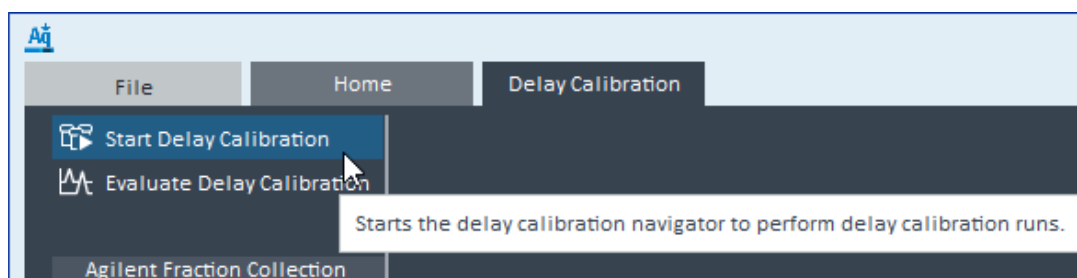 Aq
File
Home
Delay Calibration
Start Delay Calibration
Evaluate Delay Calibration
Starts the delay calibration navigator to perform delay calibration runs.
Agilent Fraction Collection